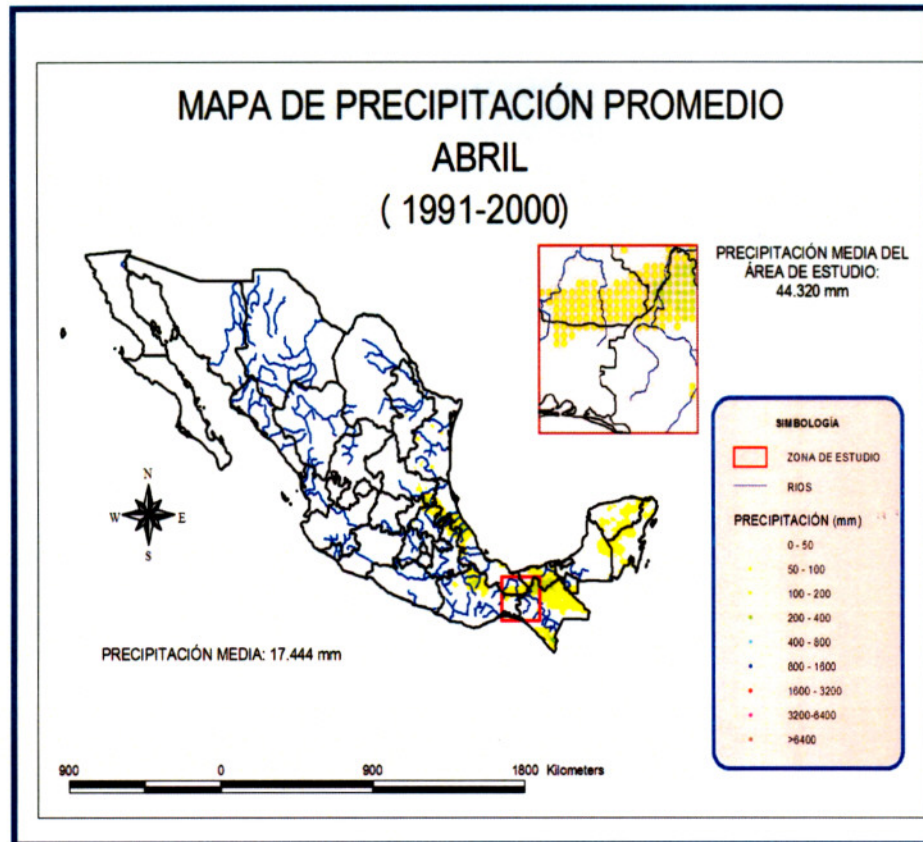 MAPA DE PRECIPITACIÓN PROMEDIO
ABRIL
( 1991-2000)
PRECIPITACIÓN MEDIA DEL
ÁREA DE ESTUDIO:
44.320 mm
SIMBOLOGÍA
ZONA DE ESTUDIO
RIOS
PRECIPITACIÓN (mm)
0 - 50
50 - 100
100 - 200
200 - 400
400 - 800
800 - 1600
1600 - 3200
3200-6400
>6400
N
W E
S
PRECIPITACIÓN MEDIA: 17.444 mm
900 0 900 1800 Kilometers